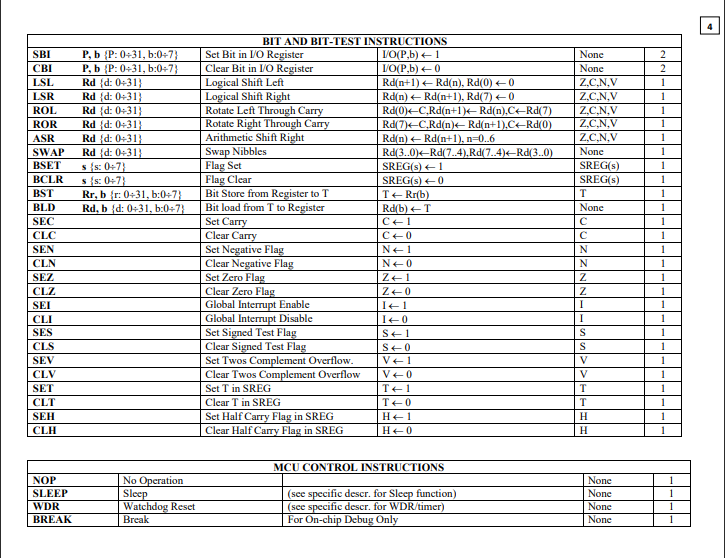 4
BIT AND BIT-TEST INSTRUCTIONS
SBI P, b {P: 0÷31, b:0÷7} Set Bit in I/O Register I/O(P,b) ← 1 None 2
CBI P, b {P: 0÷31, b:0÷7} Clear Bit in I/O Register I/O(P,b) ← 0 None 2
LSL Rd {d: 0÷31} Logical Shift Left Rd(n+1) ← Rd(n), Rd(0) ← 0 Z,C,N,V 1
LSR Rd {d: 0÷31} Logical Shift Right Rd(n) ← Rd(n+1), Rd(7) ← 0 Z,C,N,V 1
ROL Rd {d: 0÷31} Rotate Left Through Carry Rd(0)←C,Rd(n+1)← Rd(n),C←Rd(7) Z,C,N,V 1
ROR Rd {d: 0÷31} Rotate Right Through Carry Rd(7)←C,Rd(n)← Rd(n+1),C←Rd(0) Z,C,N,V 1
ASR Rd {d: 0÷31} Arithmetic Shift Right Rd(n) ← Rd(n+1), n=0..6 Z,C,N,V 1
SWAP Rd {d: 0÷31} Swap Nibbles Rd(3..0)←Rd(7..4),Rd(7..4)←Rd(3..0) None 1
BSET s {s: 0÷7} Flag Set SREG(s) ← 1 SREG(s) 1
BCLR s {s: 0÷7} Flag Clear SREG(s) ← 0 SREG(s) 1
BST Rr, b {r: 0÷31, b:0÷7} Bit Store from Register to T T ← Rr(b) T 1
BLD Rd, b {d: 0÷31, b:0÷7} Bit load from T to Register Rd(b) ← T None 1
SEC Set Carry C ← 1 C 1
CLC Clear Carry C ← 0 C 1
SEN Set Negative Flag N ← 1 N 1
CLN Clear Negative Flag N ← 0 N 1
SEZ Set Zero Flag Z ← 1 Z 1
CLZ Clear Zero Flag Z ← 0 Z 1
SEI Global Interrupt Enable I ← 1 I 1
CLI Global Interrupt Disable I ← 0 I 1
SES Set Signed Test Flag S ← 1 S 1
CLS Clear Signed Test Flag S ← 0 S 1
SEV Set Twos Complement Overflow. V ← 1 V 1
CLV Clear Twos Complement Overflow V ← 0 V 1
SET Set T in SREG T ← 1 T 1
CLT Clear T in SREG T ← 0 T 1
SEH Set Half Carry Flag in SREG H ← 1 H 1
CLH Clear Half Carry Flag in SREG H ← 0 H 1
MCU CONTROL INSTRUCTIONS
NOP No Operation None 1
SLEEP Sleep (see specific descr. for Sleep function) None 1
WDR Watchdog Reset (see specific descr. for WDR/timer) None 1
BREAK Break For On-chip Debug Only None 1